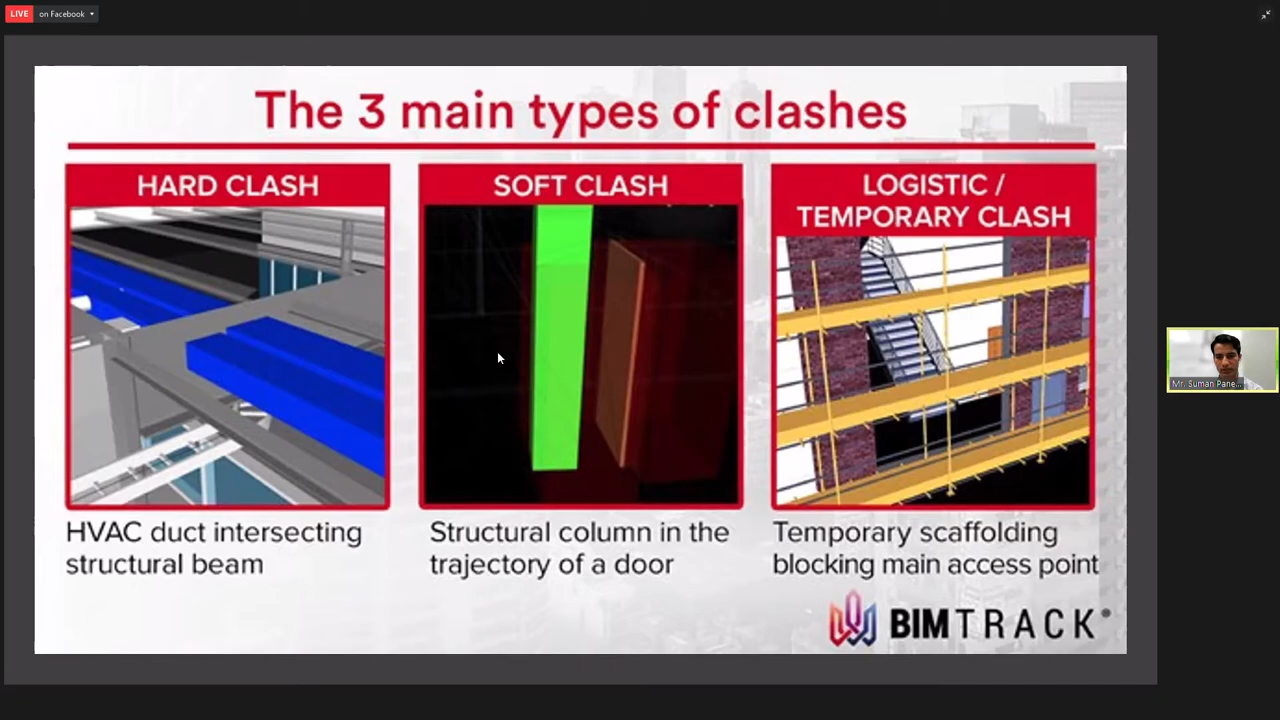 LIVE on Facebook
The 3 main types of clashes
HARD CLASH
HVAC duct intersecting
structural beam
SOFT CLASH
Structural column in the
trajectory of a door
LOGISTIC /
TEMPORARY CLASH
Temporary scaffolding
blocking main access point
BIMTRACK®
Mr. Suman Pane...